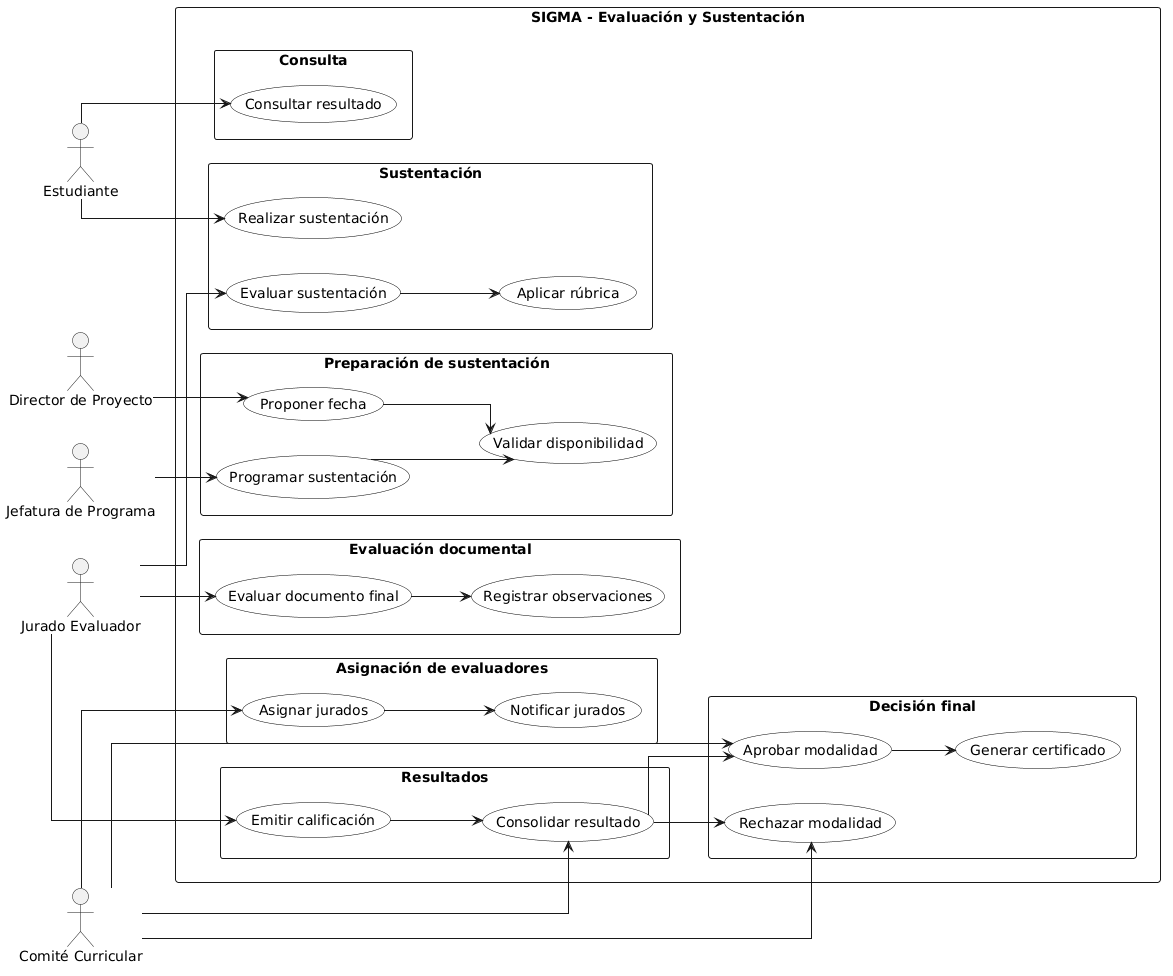 SIGMA - Evaluación y Sustentación
Consulta
Consultar resultado
Estudiante
Sustentación
Realizar sustentación
Evaluar sustentación
Aplicar rúbrica
Director de Proyecto
Preparación de sustentación
Proponer fecha
Validar disponibilidad
Programar sustentación
Jefatura de Programa
Evaluación documental
Evaluar documento final
Registrar observaciones
Jurado Evaluador
Asignación de evaluadores
Asignar jurados
Notificar jurados
Decisión final
Aprobar modalidad
Generar certificado
Rechazar modalidad
Resultados
Emitir calificación
Consolidar resultado
Comité Curricular